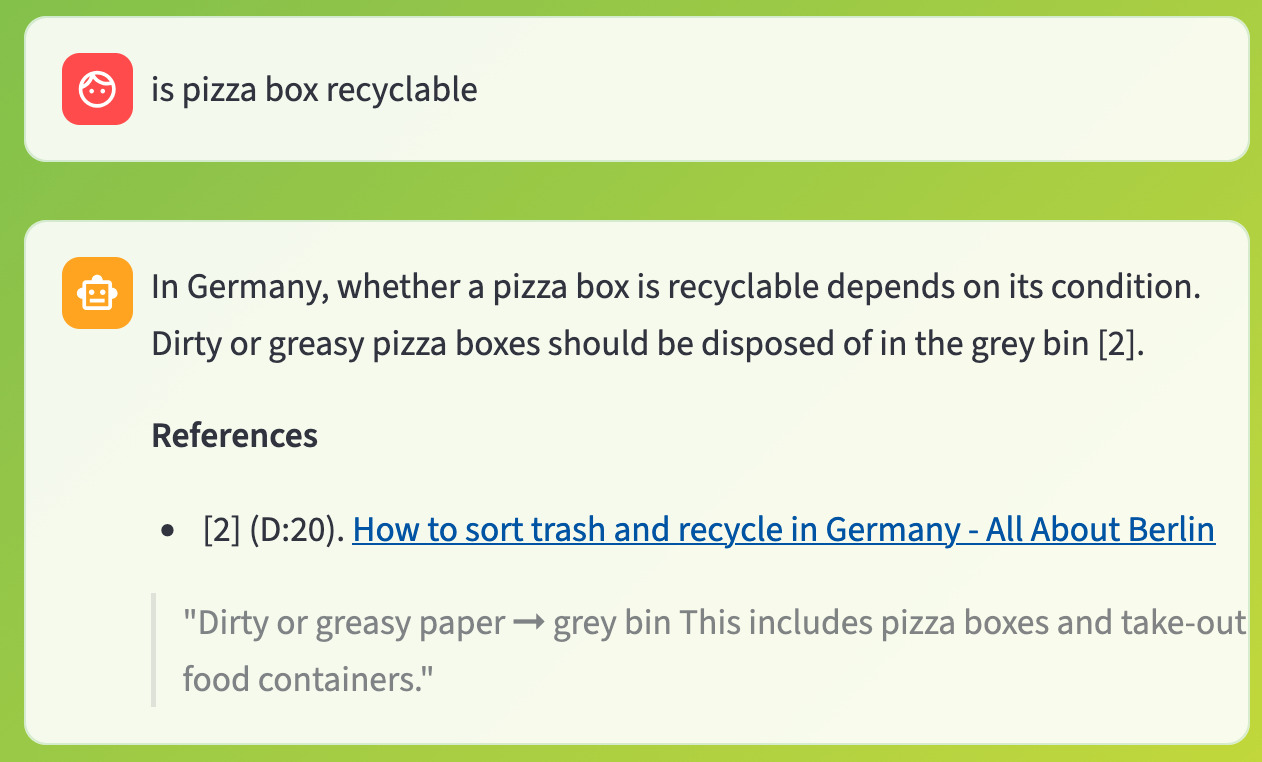 is pizza box recyclable
In Germany, whether a pizza box is recyclable depends on its condition.
Dirty or greasy pizza boxes should be disposed of in the grey bin [2].
References
• [2] (D:20). How to sort trash and recycle in Germany - All About Berlin
"Dirty or greasy paper ➞ grey bin This includes pizza boxes and take-out
food containers."